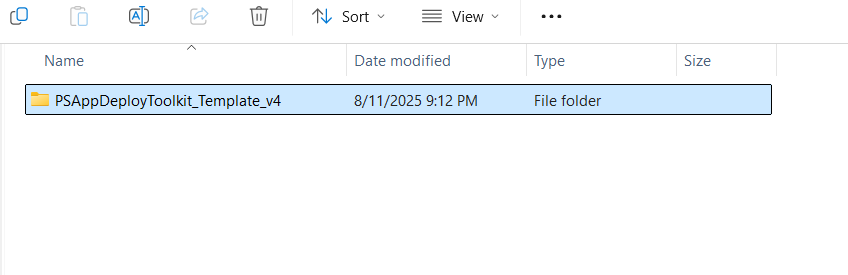 Sort View
Name Date modified Type Size
PSAppDeployToolkit_Template_v4 8/11/2025 9:12 PM File folder